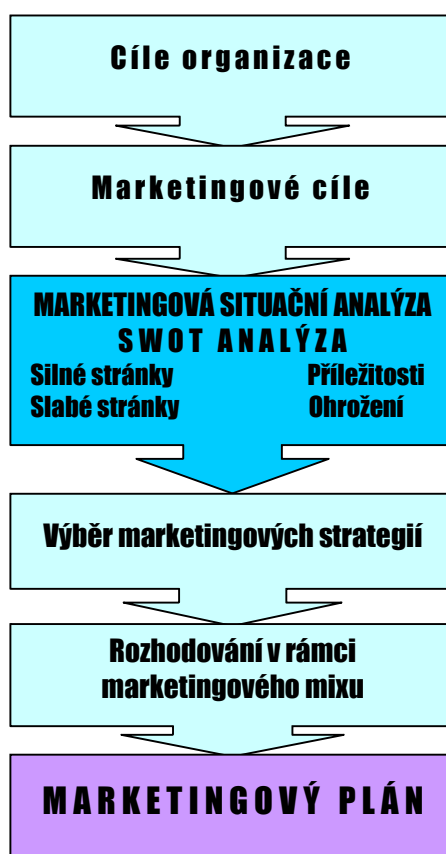 Cíle organizace
Marketingové cíle
MARKETINGOVÁ SITUAČNÍ ANALÝZA
SWOT ANALÝZA
Silné stránky Příležitosti
Slabé stránky Ohrožení
Výběr marketingových strategií
Rozhodování v rámci
marketingového mixu
MARKETINGOVÝ PLÁN